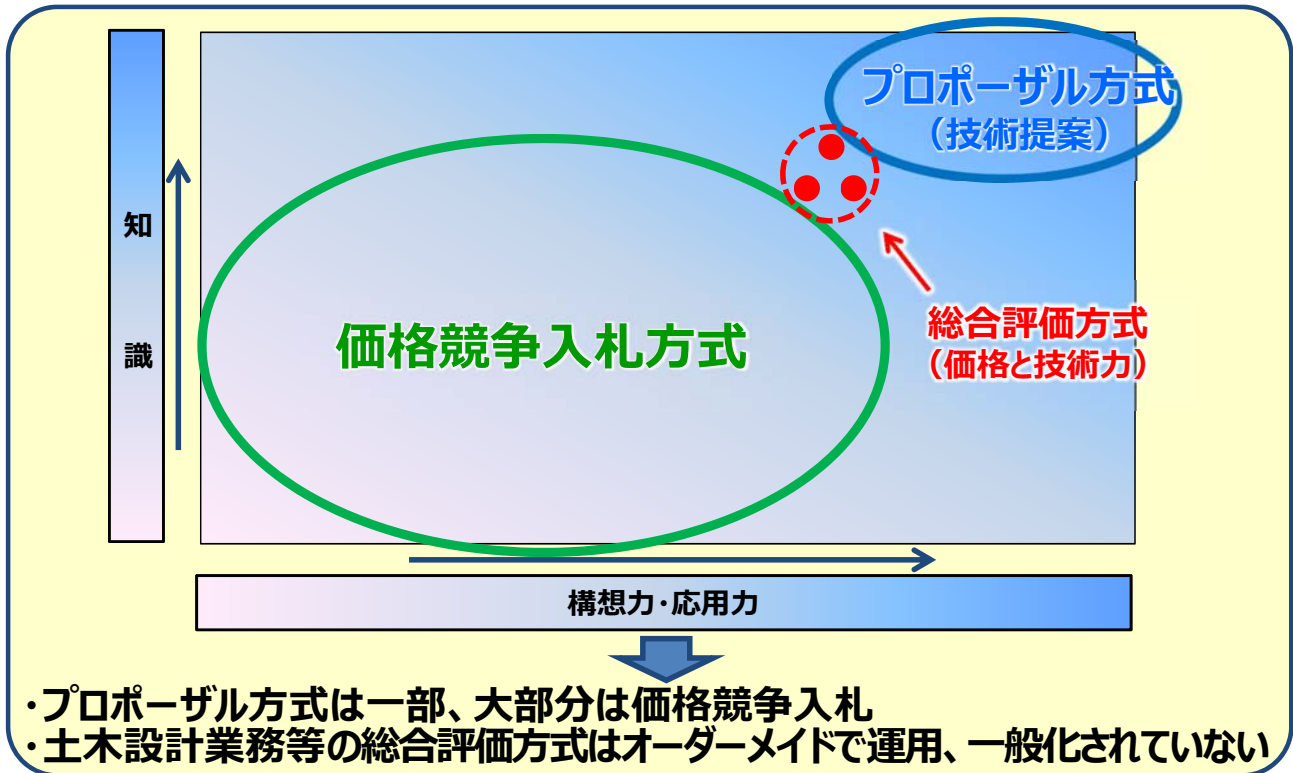 プロポーザル方式
（技術提案）
知識
価格競争入札方式
総合評価方式
（価格と技術力）
構想力・応用力
・プロポーザル方式は一部、大部分は価格競争入札
・土木設計業務等の総合評価方式はオーダーメイドで運用、一般化されていない